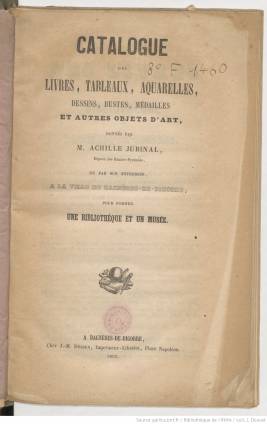 CATALOGUE
DES
8° F 1460
LIVRES, TABLEAUX, AQUARELLES,
DESSINS, BUSTES, MÉDAILLES
ET AUTRES OBJETS D'ART,
DONNÉS PAR
M. ACHILLE JUBINAL,
Député des Hautes-Pyrénées,
OU PAR SON ENTREMISE,
A LA VILLE DE BAGNÈRES-DE-BIGORRE,
POUR FORMER
UNE BIBLIOTHÈQUE ET UN MUSÉE.
A BAGNÈRES-DE-BIGORRE,
Chez J.-M. Dossun, Imprimeur-Libraire, Place Napoléon.
Source gallica.bnf.fr / Bibliothèque de l'INHA / coll. J. Doucet